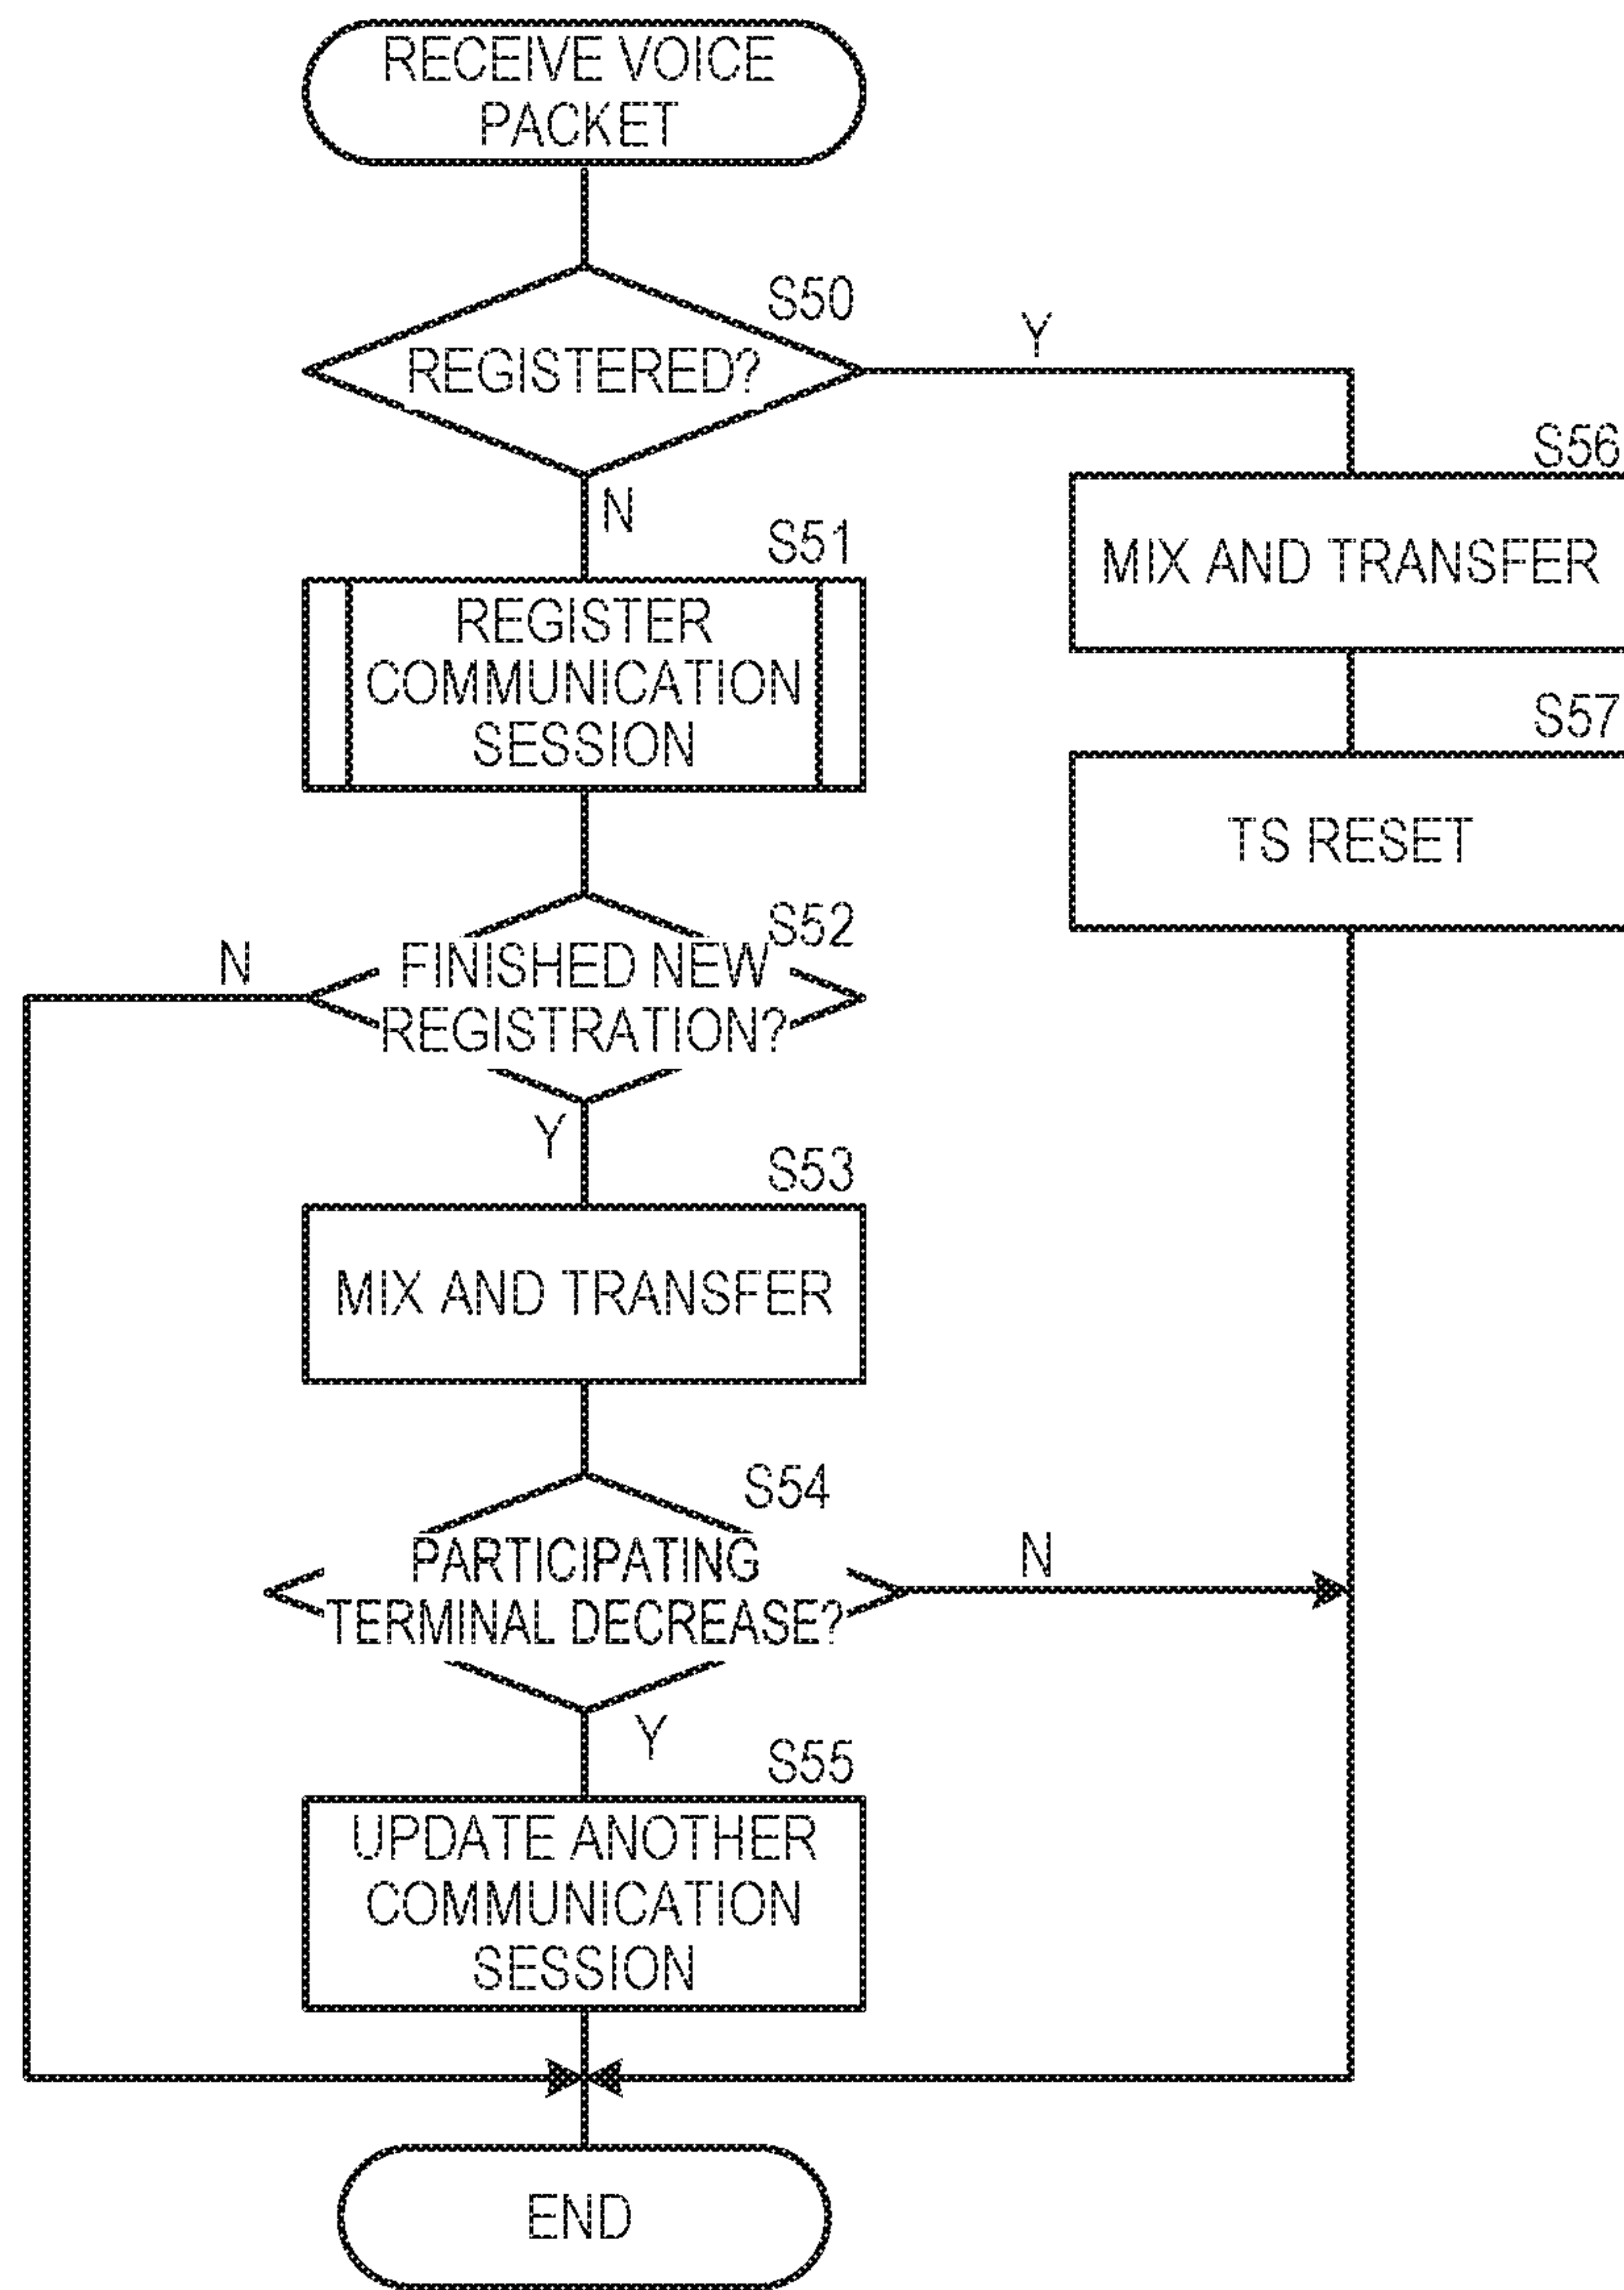 RECEIVE VOICE
PACKET
S50
REGISTERED?
Y
N
S56
MIX AND TRANSFER
S57
TS RESET
S51
REGISTER
COMMUNICATION
SESSION
S52
FINISHED NEW
REGISTRATION?
N
Y
S53
MIX AND TRANSFER
S54
PARTICIPATING
TERMINAL DECREASE?
N
Y
S55
UPDATE ANOTHER
COMMUNICATION
SESSION
END